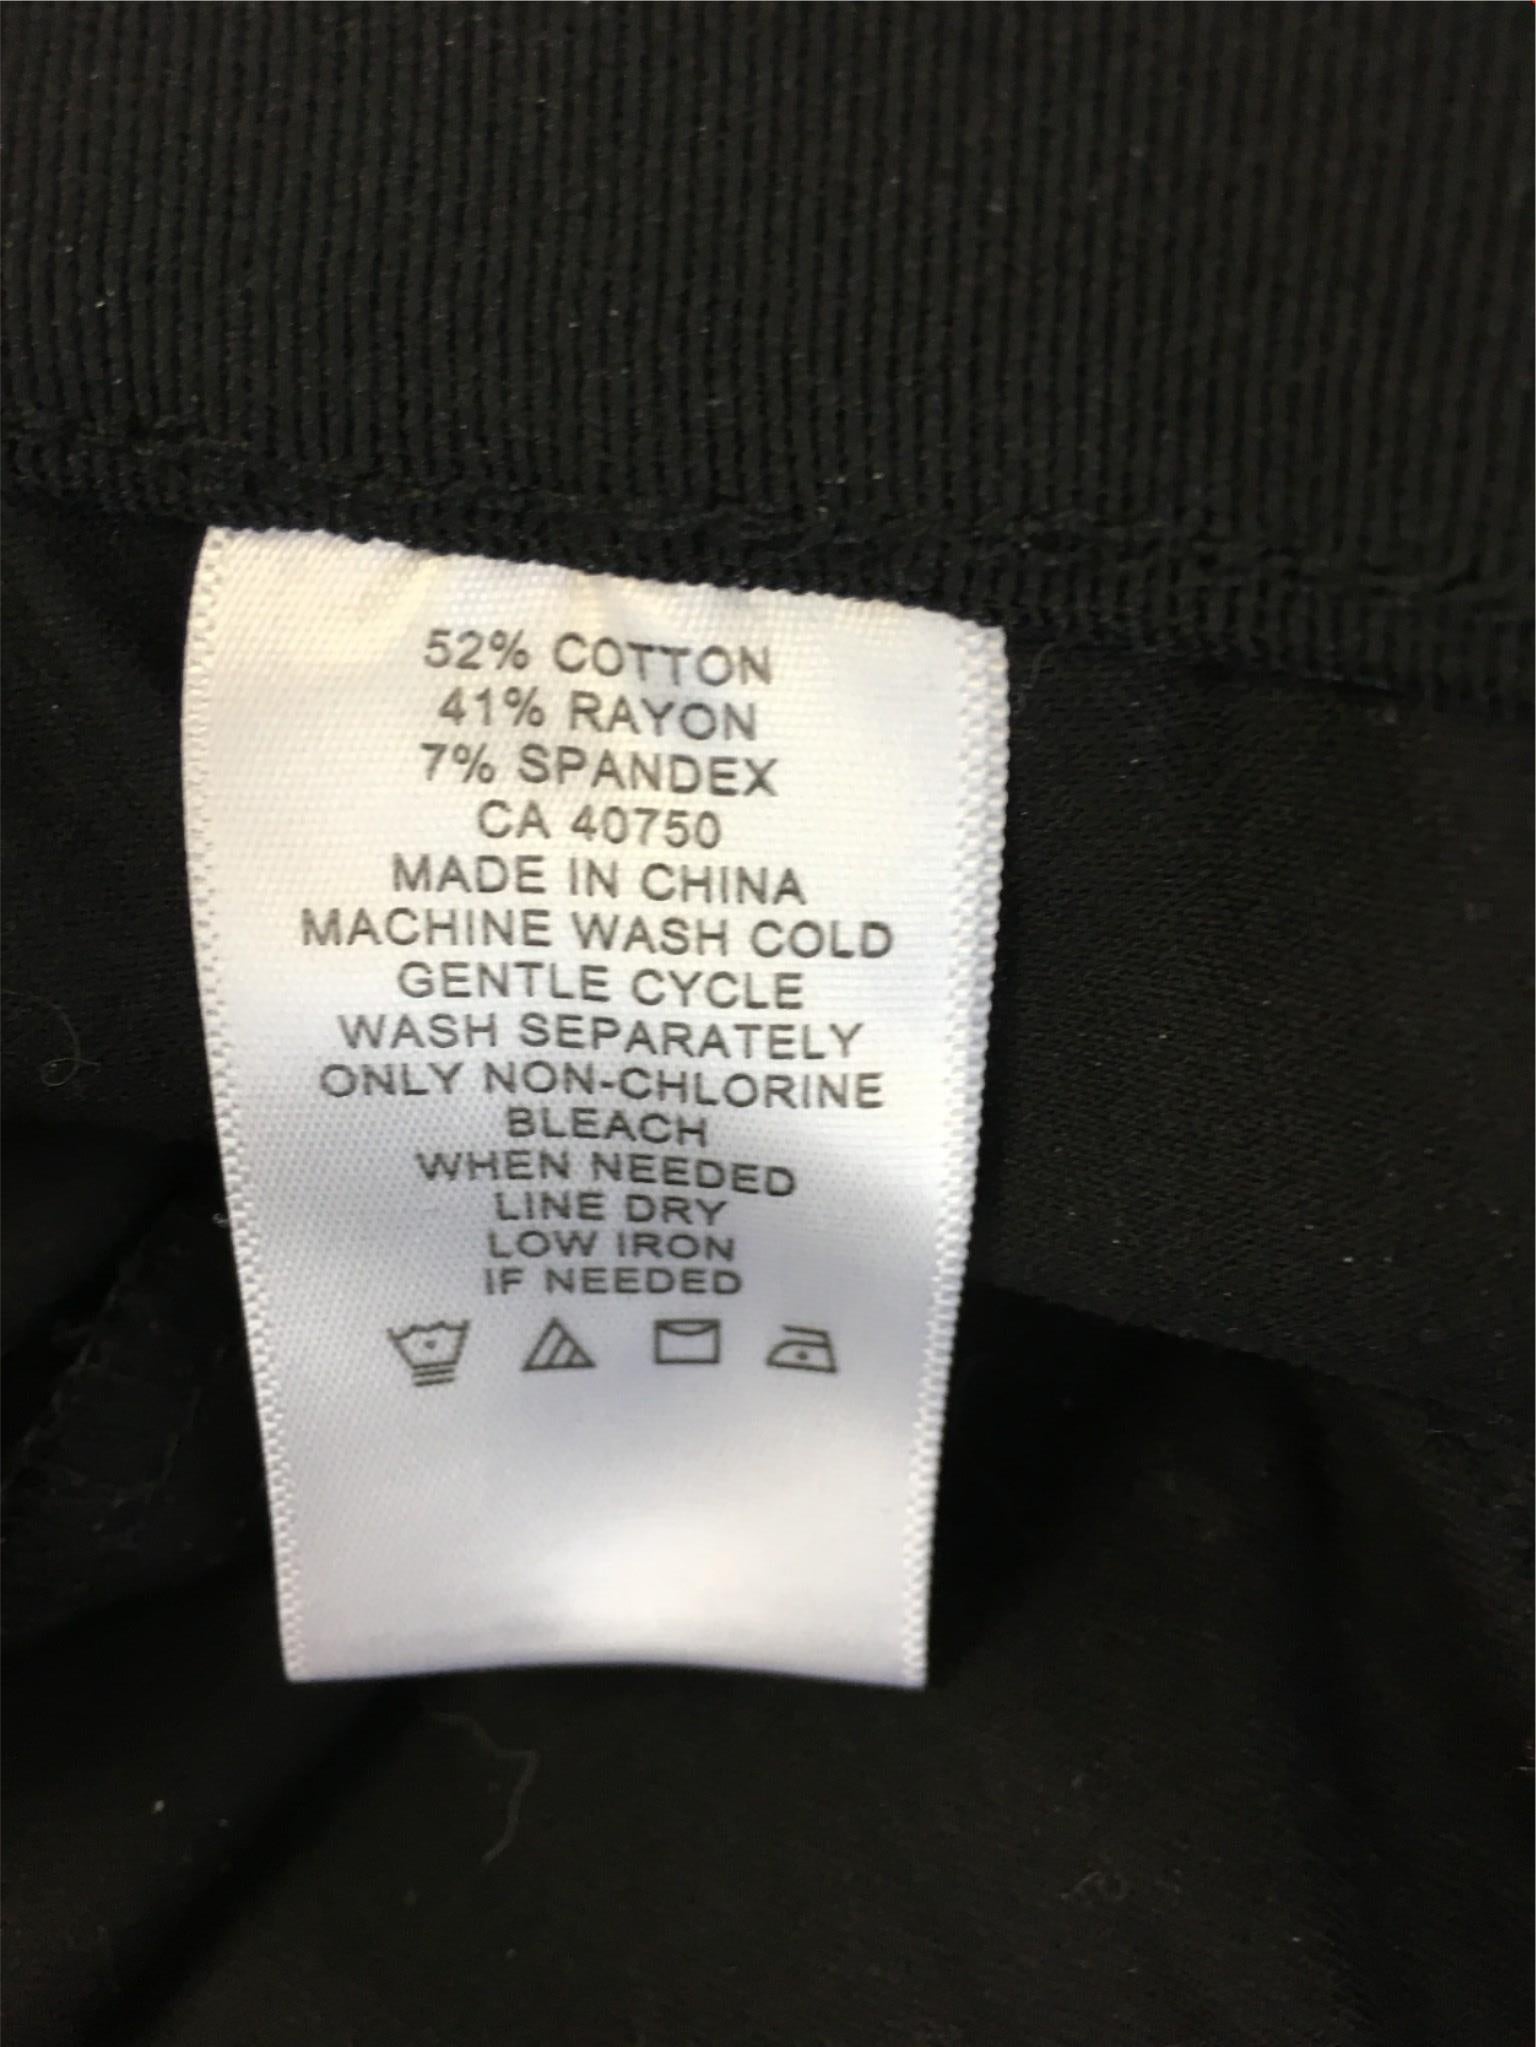 52% COTTON
41% RAYON
7% SPANDEX
CA 40750
MADE IN CHINA
MACHINE WASH COLD
GENTLE CYCLE
WASH SEPARATELY
ONLY NON-CHLORINE
BLEACH
WHEN NEEDED
LINE DRY
LOW IRON
IF NEEDED